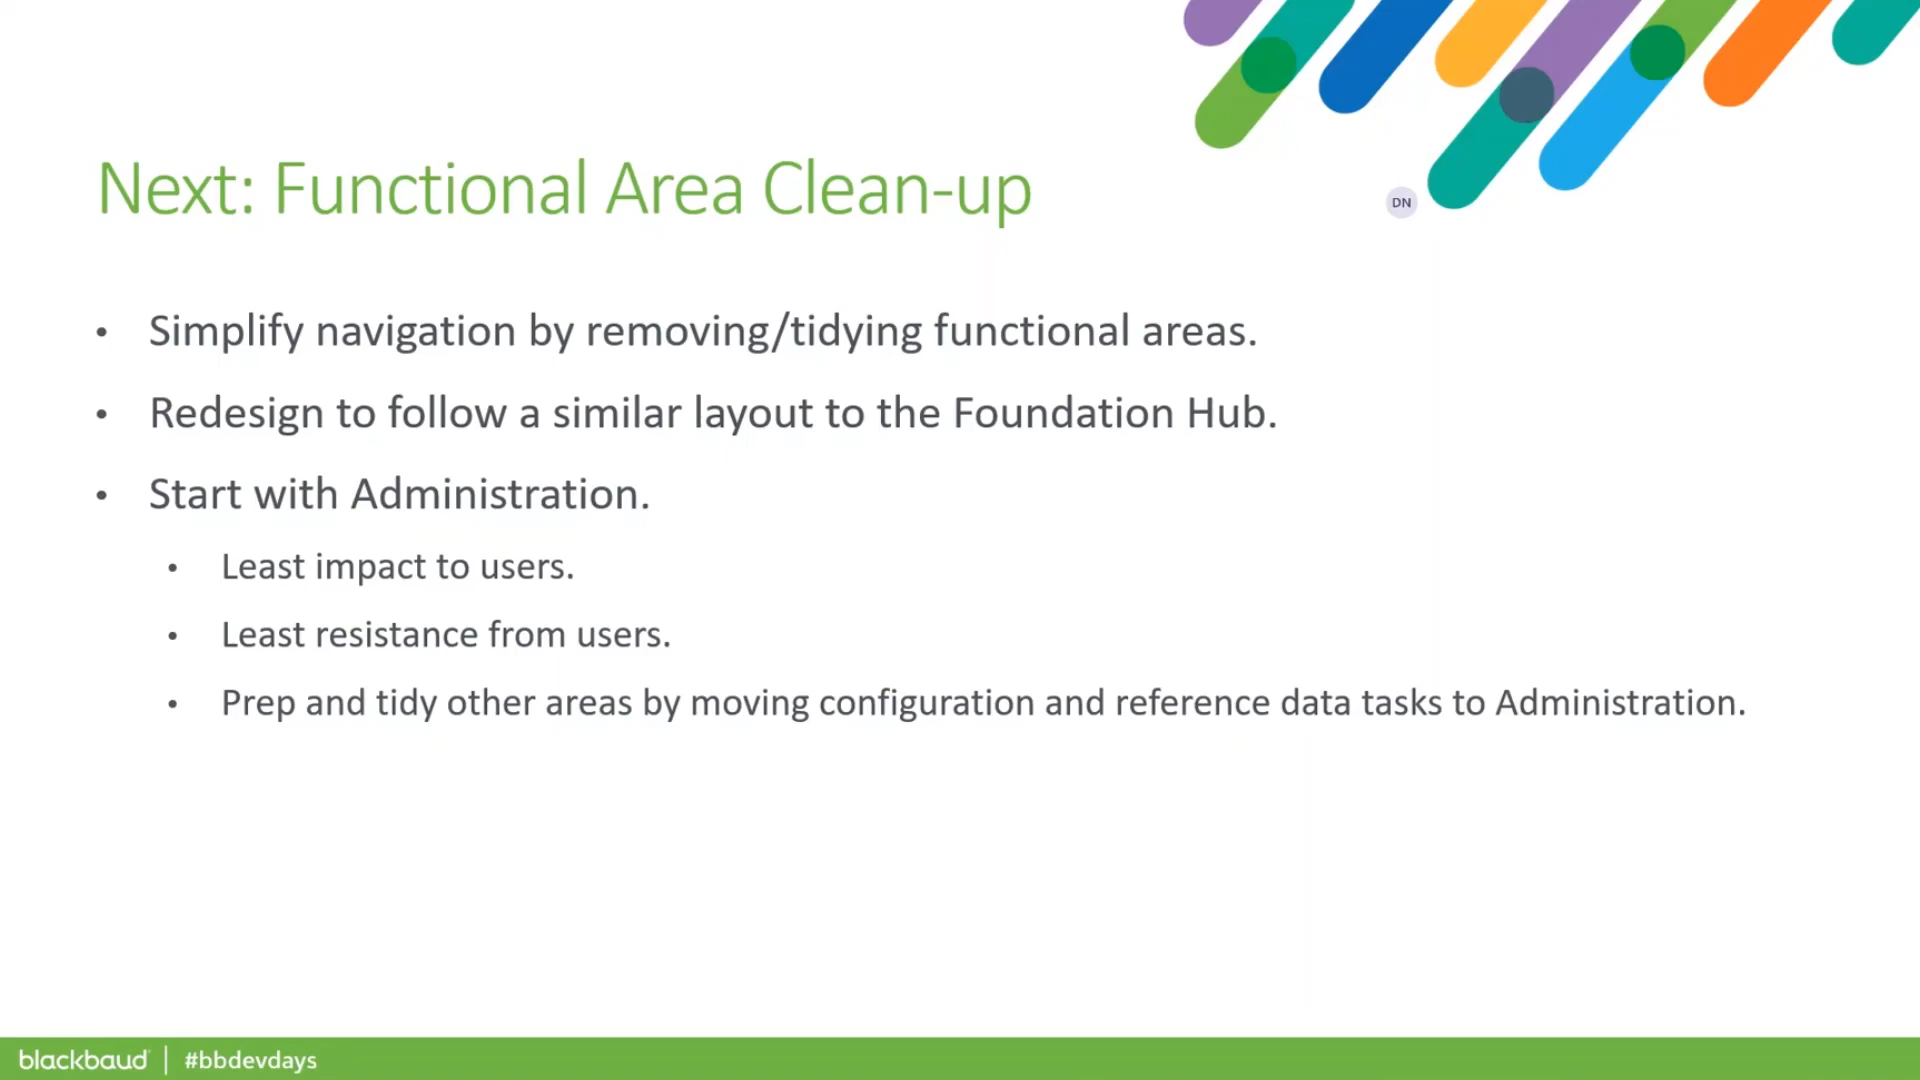 Next: Functional Area Clean-up
DN
• Simplify navigation by removing/tidying functional areas.
• Redesign to follow a similar layout to the Foundation Hub.
• Start with Administration.
• Least impact to users.
• Least resistance from users.
• Prep and tidy other areas by moving configuration and reference data tasks to Administration.
blackbaud | #bbdevdays